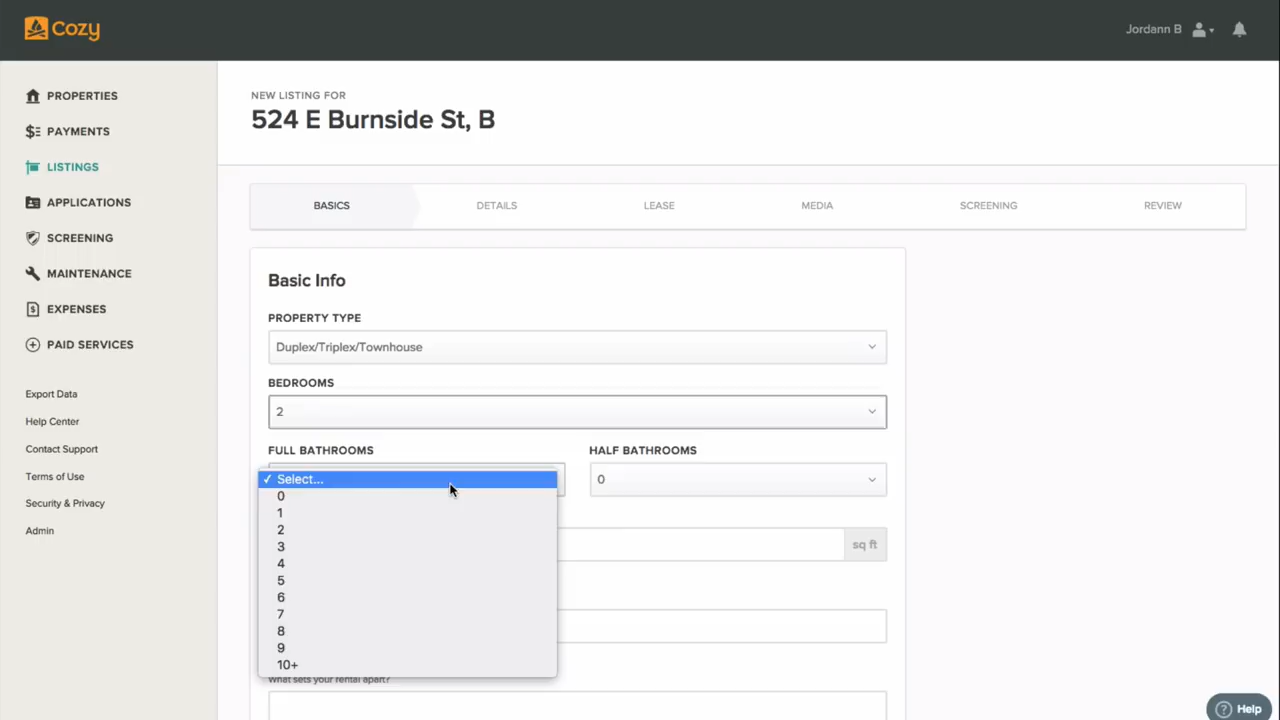 Cozy
Jordann B
PROPERTIES
PAYMENTS
LISTINGS
APPLICATIONS
SCREENING
MAINTENANCE
EXPENSES
PAID SERVICES
Export Data
Help Center
Contact Support
Terms of Use
Security & Privacy
Admin
NEW LISTING FOR
524 E Burnside St, B
BASICS
DETAILS
LEASE
MEDIA
SCREENING
REVIEW
Basic Info
PROPERTY TYPE
Duplex/Triplex/Townhouse
BEDROOMS
2
FULL BATHROOMS
HALF BATHROOMS
✓ Select...
0
1
2
3
4
5
6
7
8
9
10+
0
sq ft
What sets your rental apart?
Help